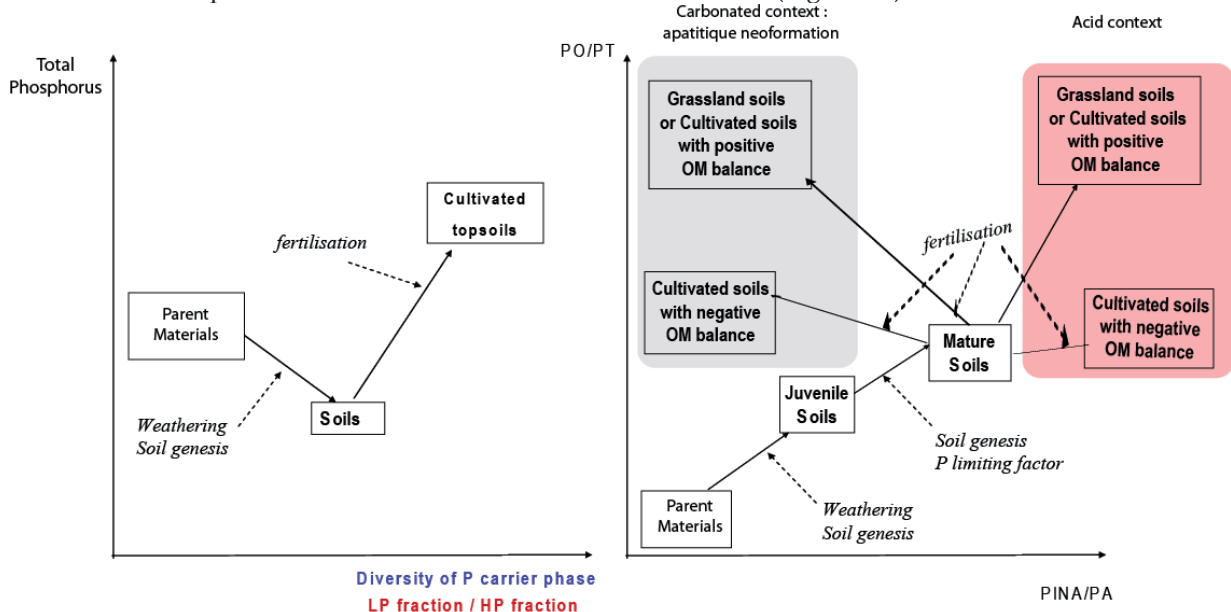 Carbonated context :
apatitique neoformation
Acid context
Total
Phosphorus
PO/PT
Grassland soils
or Cultivated soils
with positive
OM balance
Grassland soils
or Cultivated soils
with positive
OM balance
Cultivated
topsoils
fertilisation
fertilisation
Parent
Materials
Cultivated soils
with negative
OM balance
Mature
Soils
Cultivated soils
with negative
OM balance
Soils
Juvenile
Soils
Weathering
Soil genesis
Soil genesis
P limiting factor
Parent
Materials
Weathering
Soil genesis
Diversity of P carrier phase
LP fraction / HP fraction
PINA/PA